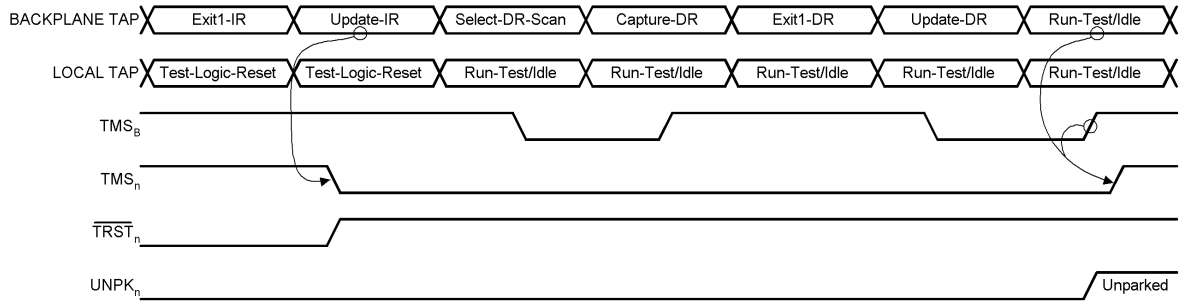 BACKPLANE TAP Exit1-IR Update-IR Select-DR-Scan Capture-DR Exit1-DR Update-DR Run-Test/Idle
LOCAL TAP Test-Logic-Reset Test-Logic-Reset Run-Test/Idle Run-Test/Idle Run-Test/Idle Run-Test/Idle Run-Test/Idle
TMSB
TMSn
TRSTn
UNPKn Unparked